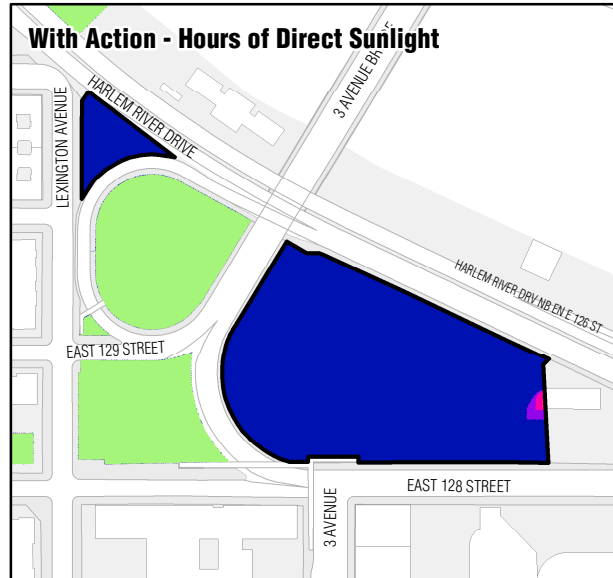 With Action - Hours of Direct Sunlight
HARLEM RIVER DRIVE
3 AVENUE BRIDGE
LEXINGTON AVENUE
HARLEM RIVER DRV NB EN E 126 ST
EAST 129 STREET
EAST 128 STREET
3 AVENUE